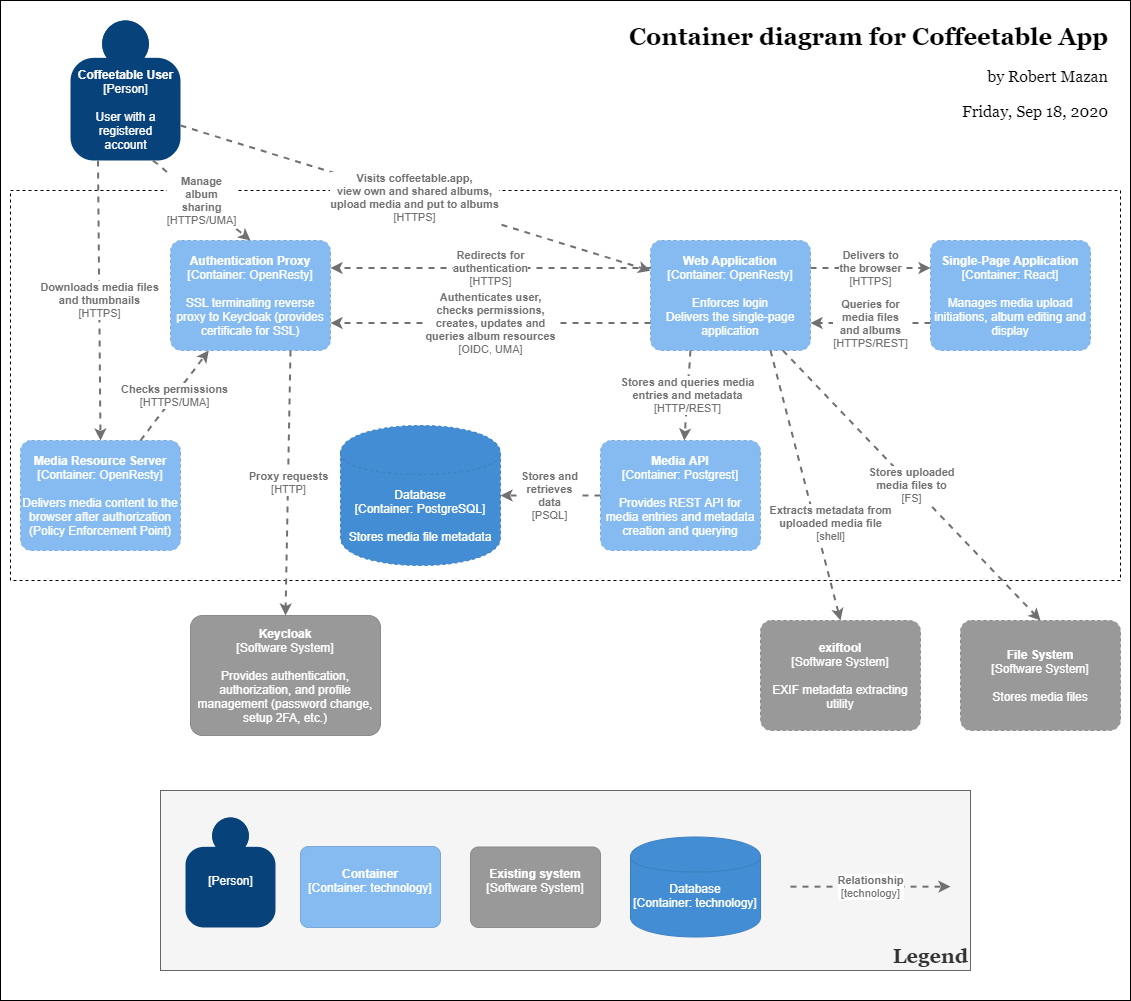 Container diagram for Coffeetable App
by Robert Mazan
Friday, Sep 18, 2020
Coffeetable User
[Person]
User with a
registered
account
Manage
album
sharing
[HTTPS/UMA]
Visits coffeetable.app,
view own and shared albums,
upload media and put to albums
[HTTPS]
Downloads media files
and thumbnails
[HTTPS]
Authentication Proxy
[Container: OpenResty]
SSL terminating reverse
proxy to Keycloak (provides
certificate for SSL)
Redirects for
authentication
[HTTPS]
Authenticates user,
checks permissions,
creates, updates and
queries album resources
[OIDC, UMA]
Web Application
[Container: OpenResty]
Enforces login
Delivers the single-page
application
Delivers to
the browser
[HTTPS]
Queries for
media files
and albums
[HTTPS/REST]
Single-Page Application
[Container: React]
Manages media upload
initiations, album editing and
display
Checks permissions
[HTTPS/UMA]
Stores and queries media
entries and metadata
[HTTP/REST]
Media Resource Server
[Container: OpenResty]
Delivers media content to the
browser after authorization
(Policy Enforcement Point)
Proxy requests
[HTTP]
Database
[Container: PostgreSQL]
Stores media file metadata
Stores and
retrieves
data
[PSQL]
Media API
[Container: Postgrest]
Provides REST API for
media entries and metadata
creation and querying
Extracts metadata from
uploaded media file
[shell]
Stores uploaded
media files to
[FS]
Keycloak
[Software System]
Provides authentication,
authorization, and profile
management (password change,
setup 2FA, etc.)
exiftool
[Software System]
EXIF metadata extracting
utility
File System
[Software System]
Stores media files
[Person]
Container
[Container: technology]
Existing system
[Software System]
Database
[Container: technology]
Relationship
[technology]
Legend